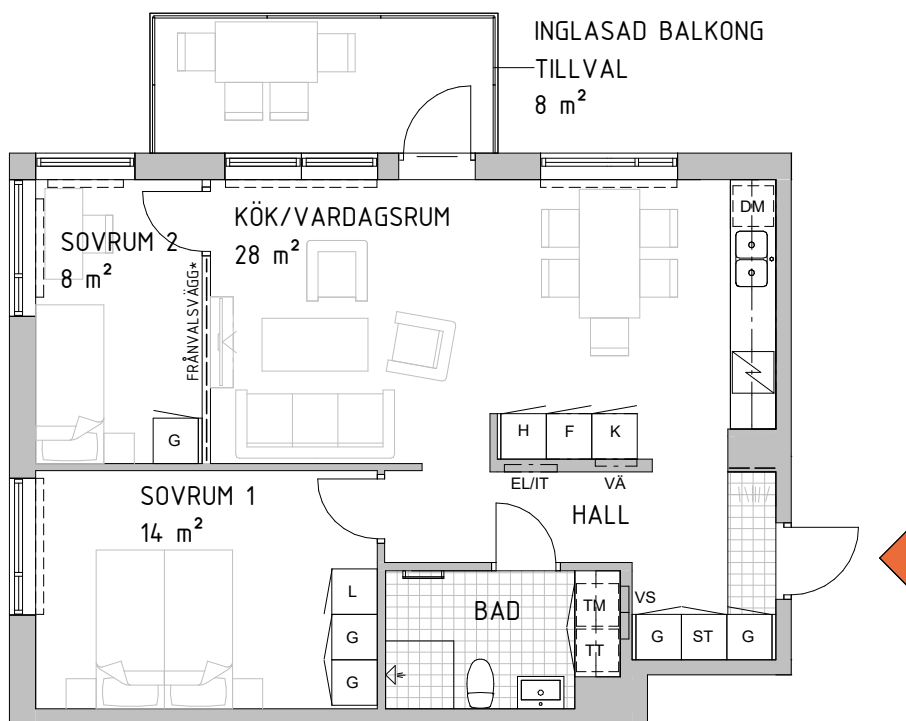 INGLASAD BALKONG
TILLVAL
8 m²
KÖK/VARDAGSRUM
28 m²
DM
SOVRUM 2
8 m²
FRÅNVALSVÄGG*
G
H F K
EL/IT VÄ
SOVRUM 1
14 m²
HALL
L
G
G
BAD
TM
TT
VS
G ST G